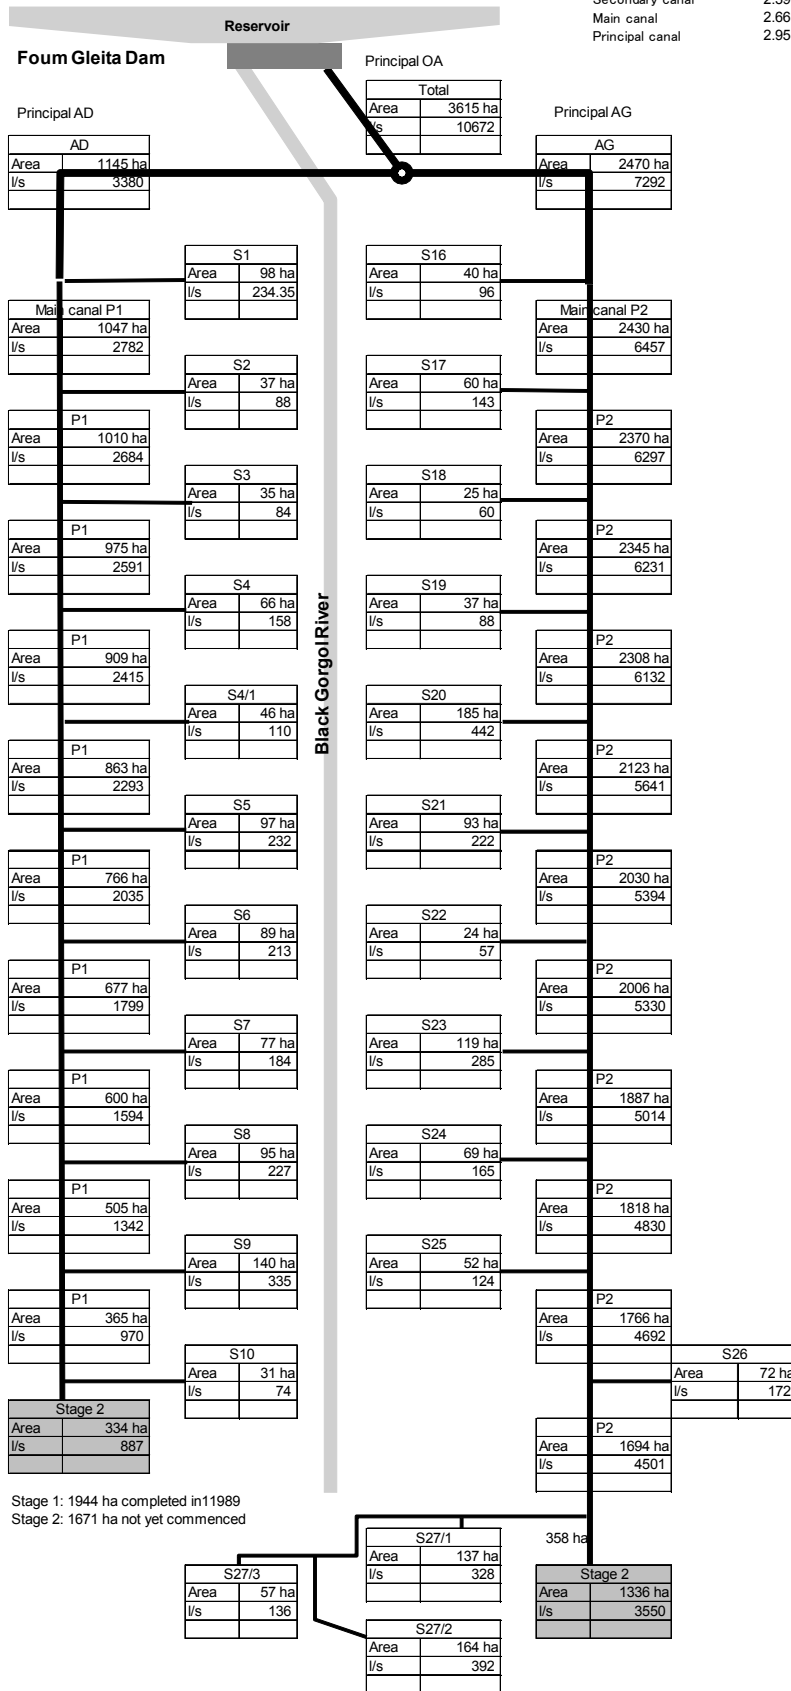 Secondary canal 2.39
Main canal 2.66
Principal canal 2.95
Reservoir
Foum Gleita Dam
Principal OA
Total
Area 3615 ha
l/s 10672
Principal AD
AD
Area 1145 ha
l/s 3380
Principal AG
AG
Area 2470 ha
l/s 7292
S1
Area 98 ha
l/s 234.35
S16
Area 40 ha
l/s 96
Main canal P1
Area 1047 ha
l/s 2782
Main canal P2
Area 2430 ha
l/s 6457
S2
Area 37 ha
l/s 88
S17
Area 60 ha
l/s 143
P1
Area 1010 ha
l/s 2684
P2
Area 2370 ha
l/s 6297
S3
Area 35 ha
l/s 84
S18
Area 25 ha
l/s 60
P1
Area 975 ha
l/s 2591
P2
Area 2345 ha
l/s 6231
S4
Area 66 ha
l/s 158
S19
Area 37 ha
l/s 88
Black Gorgol River
P1
Area 909 ha
l/s 2415
P2
Area 2308 ha
l/s 6132
S4/1
Area 46 ha
l/s 110
S20
Area 185 ha
l/s 442
P1
Area 863 ha
l/s 2293
P2
Area 2123 ha
l/s 5641
S5
Area 97 ha
l/s 232
S21
Area 93 ha
l/s 222
P1
Area 766 ha
l/s 2035
P2
Area 2030 ha
l/s 5394
S6
Area 89 ha
l/s 213
S22
Area 24 ha
l/s 57
P1
Area 677 ha
l/s 1799
P2
Area 2006 ha
l/s 5330
S7
Area 77 ha
l/s 184
S23
Area 119 ha
l/s 285
P1
Area 600 ha
l/s 1594
P2
Area 1887 ha
l/s 5014
S8
Area 95 ha
l/s 227
S24
Area 69 ha
l/s 165
P1
Area 505 ha
l/s 1342
P2
Area 1818 ha
l/s 4830
S9
Area 140 ha
l/s 335
S25
Area 52 ha
l/s 124
P1
Area 365 ha
l/s 970
P2
Area 1766 ha
l/s 4692
S10
Area 31 ha
l/s 74
S26
Area 72 ha
l/s 172
Stage 2
Area 334 ha
l/s 887
P2
Area 1694 ha
l/s 4501
Stage 1: 1944 ha completed in11989
Stage 2: 1671 ha not yet commenced
S27/1
Area 137 ha
l/s 328
358 ha
S27/3
Area 57 ha
l/s 136
Stage 2
Area 1336 ha
l/s 3550
S27/2
Area 164 ha
l/s 392